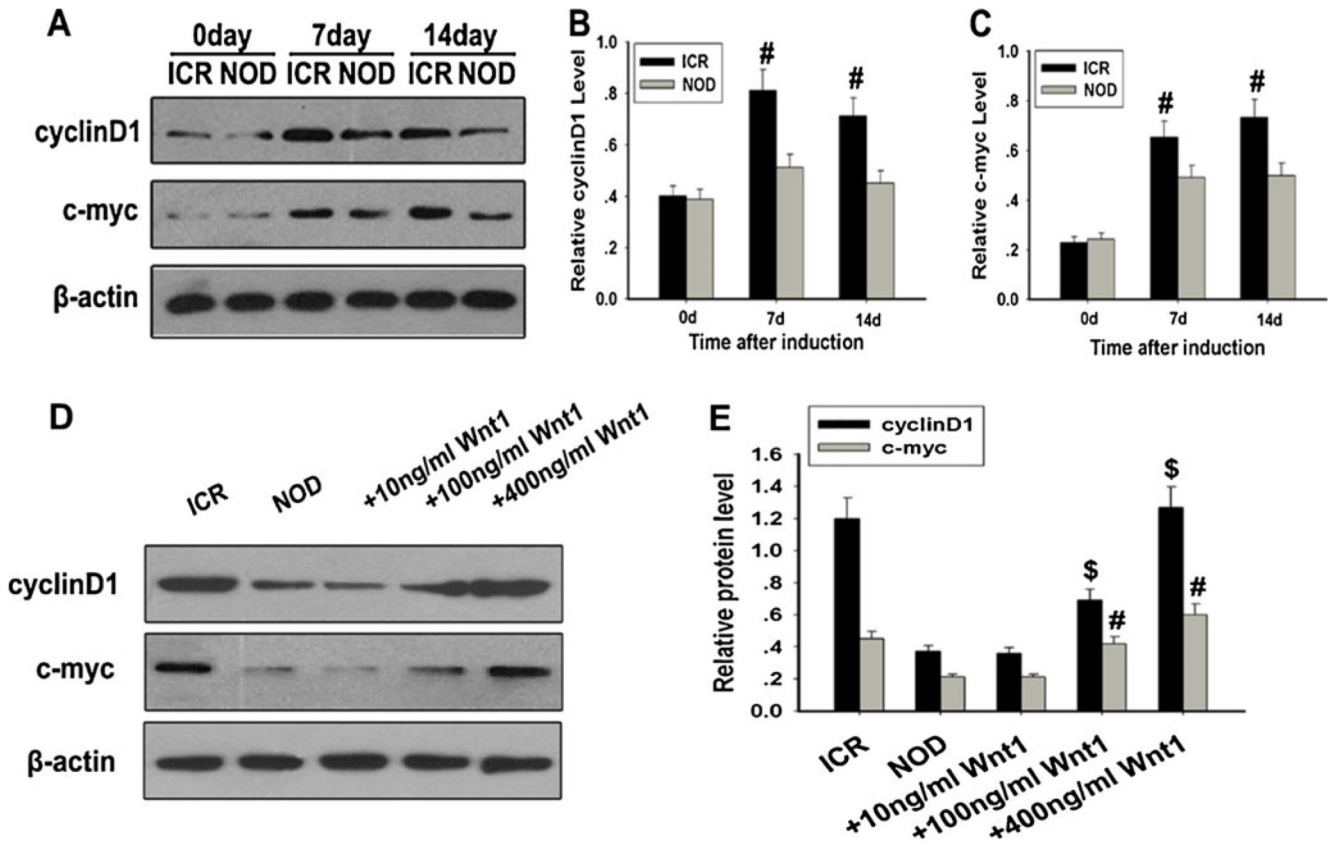 A
0day 7day 14day
ICR NOD ICR NOD ICR NOD
cyclinD1
c-myc
β-actin
B
Relative cyclinD1 Level
1.0
.8
.6
.4
.2
0.0
ICR
NOD
#
#
0d 7d 14d
Time after induction
C
Relative c-myc Level
1.0
.8
.6
.4
.2
0.0
ICR
NOD
#
#
0d 7d 14d
Time after induction
D
ICR NOD +10ng/ml Wnt1 +100ng/ml Wnt1 +400ng/ml Wnt1
cyclinD1
c-myc
β-actin
E
cyclinD1
c-myc
Relative protein level
1.6
1.4
1.2
1.0
.8
.6
.4
.2
0.0
$
#
$
#
ICR NOD +10ng/ml Wnt1 +100ng/ml Wnt1 +400ng/ml Wnt1